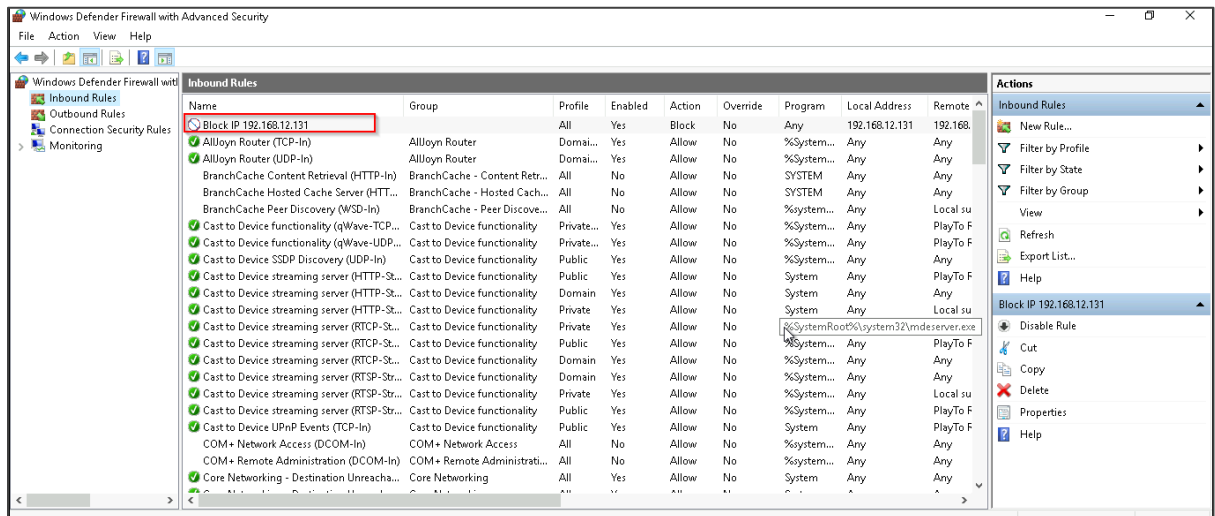 Windows Defender Firewall with Advanced Security
File Action View Help
Windows Defender Firewall witl
Inbound Rules
Outbound Rules
Connection Security Rules
Monitoring
Inbound Rules
Name Group Profile Enabled Action Override Program Local Address Remote
Block IP 192.168.12.131 All Yes Block No Any 192.168.12.131 192.168.
AllJoyn Router (TCP-In) AllJoyn Router Domai... Yes Allow No %System... Any Any
AllJoyn Router (UDP-In) AllJoyn Router Domai... Yes Allow No %System... Any Any
BranchCache Content Retrieval (HTTP-In) BranchCache - Content Retr... All No Allow No SYSTEM Any Any
BranchCache Hosted Cache Server (HTT... BranchCache - Hosted Cach... All No Allow No SYSTEM Any Any
BranchCache Peer Discovery (WSD-In) BranchCache - Peer Discove... All No Allow No %system... Any Local su
Cast to Device functionality (qWave-TCP... Cast to Device functionality Private... Yes Allow No %System... Any PlayTo R
Cast to Device functionality (qWave-UDP... Cast to Device functionality Private... Yes Allow No %System... Any PlayTo R
Cast to Device SSDP Discovery (UDP-In) Cast to Device functionality Public Yes Allow No %System... Any Any
Cast to Device streaming server (HTTP-St... Cast to Device functionality Public Yes Allow No System Any PlayTo R
Cast to Device streaming server (HTTP-St... Cast to Device functionality Domain Yes Allow No System Any Any
Cast to Device streaming server (HTTP-St... Cast to Device functionality Private Yes Allow No System Any Local su
Cast to Device streaming server (RTCP-St... Cast to Device functionality Private Yes Allow No %SystemRoot%\system32\mdeserver.exe
Cast to Device streaming server (RTCP-St... Cast to Device functionality Public Yes Allow No %System... Any PlayTo R
Cast to Device streaming server (RTCP-St... Cast to Device functionality Domain Yes Allow No %System... Any Any
Cast to Device streaming server (RTSP-Str... Cast to Device functionality Domain Yes Allow No %System... Any Any
Cast to Device streaming server (RTSP-Str... Cast to Device functionality Private Yes Allow No %System... Any Local su
Cast to Device streaming server (RTSP-Str... Cast to Device functionality Public Yes Allow No %System... Any PlayTo R
Cast to Device UPnP Events (TCP-In) Cast to Device functionality Public Yes Allow No System Any PlayTo R
COM+ Network Access (DCOM-In) COM+ Network Access All No Allow No %system... Any Any
COM+ Remote Administration (DCOM-In) COM+ Remote Administrati... All No Allow No %system... Any Any
Core Networking - Destination Unreacha... Core Networking All Yes Allow No System Any Any
Actions
Inbound Rules
New Rule...
Filter by Profile
Filter by State
Filter by Group
View
Refresh
Export List...
Help
Block IP 192.168.12.131
Disable Rule
Cut
Copy
Delete
Properties
Help